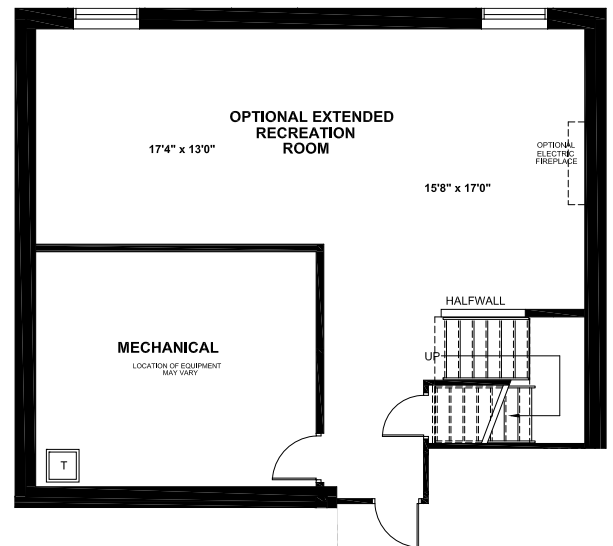 OPTIONAL EXTENDED
RECREATION
ROOM
17'4" x 13'0"
OPTIONAL
ELECTRIC
FIREPLACE
15'8" x 17'0"
HALFWALL
UP
MECHANICAL
LOCATION OF EQUIPMENT
MAY VARY
T